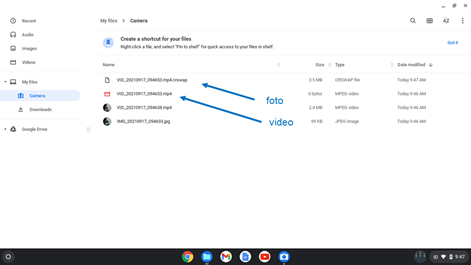 Recent
My files > Camera
Audio
Images
Videos
My files
Camera
Downloads
Google Drive
Create a shortcut for your files
Right-click a file, and select "Pin to shelf" for quick access to your files in shelf.
Got it
Name Size Type Date modified
VID_20210917_094653.mp4.crswap 3.5 MB CRSWAP file Today 9:47 AM
VID_20210917_094653.mp4 0 bytes MPEG video Today 9:46 AM
VID_20210917_094638.mp4 2.4 MB MPEG video Today 9:46 AM
IMG_20210917_094633.jpg 99 KB JPEG image Today 9:46 AM
foto
video
9:47